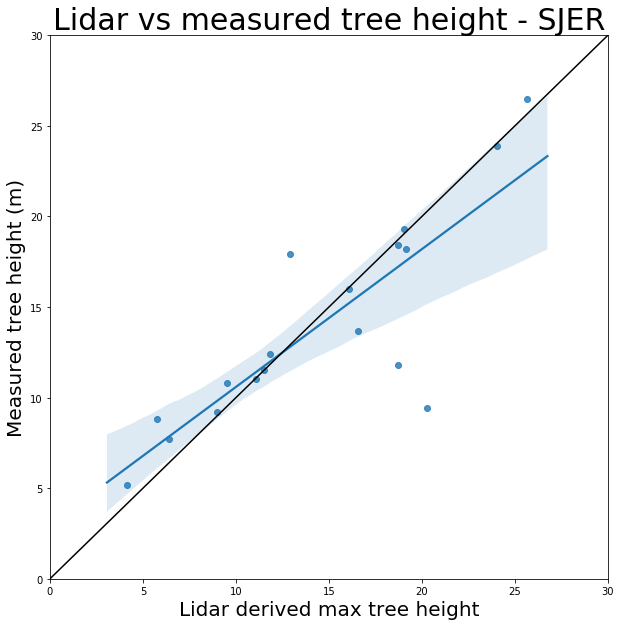 Lidar vs measured tree height - SJER
30
25
20
15
10
5
0
Measured tree height (m)
0 5 10 15 20 25 30
Lidar derived max tree height